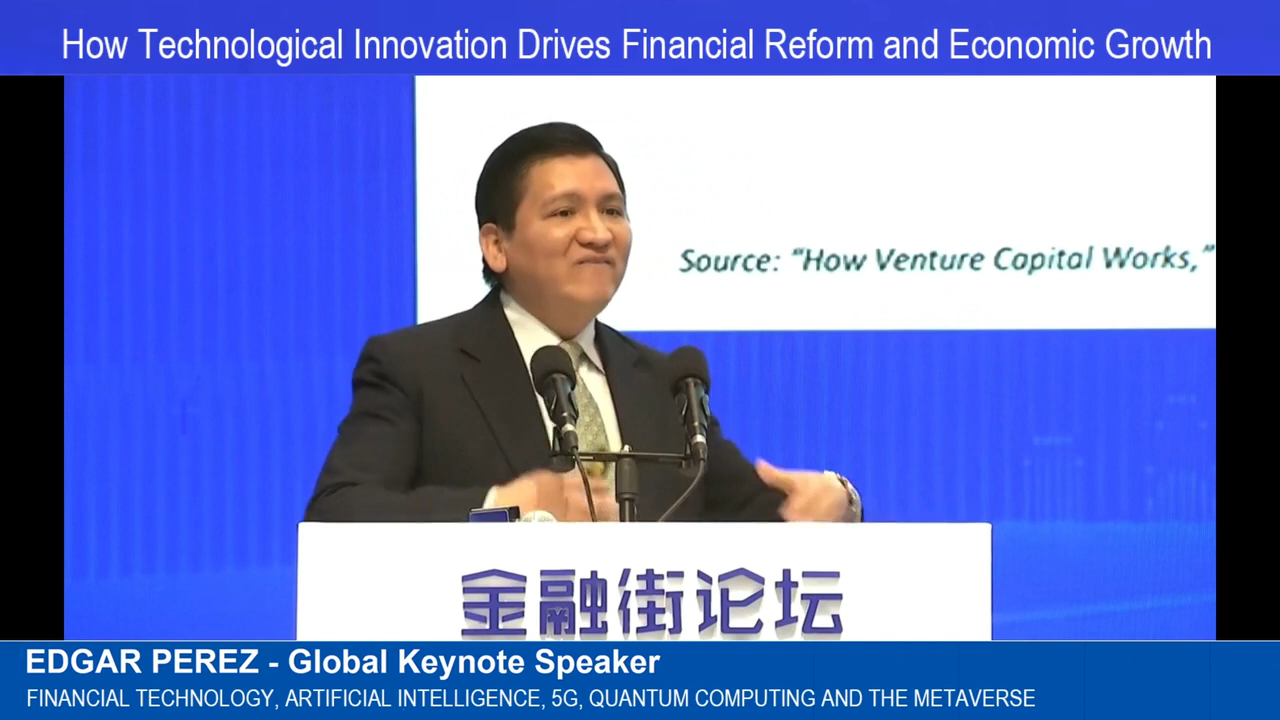 How Technological Innovation Drives Financial Reform and Economic Growth
Source: “How Venture Capital Works,”
金融街论坛
EDGAR PEREZ - Global Keynote Speaker
FINANCIAL TECHNOLOGY, ARTIFICIAL INTELLIGENCE, 5G, QUANTUM COMPUTING AND THE METAVERSE